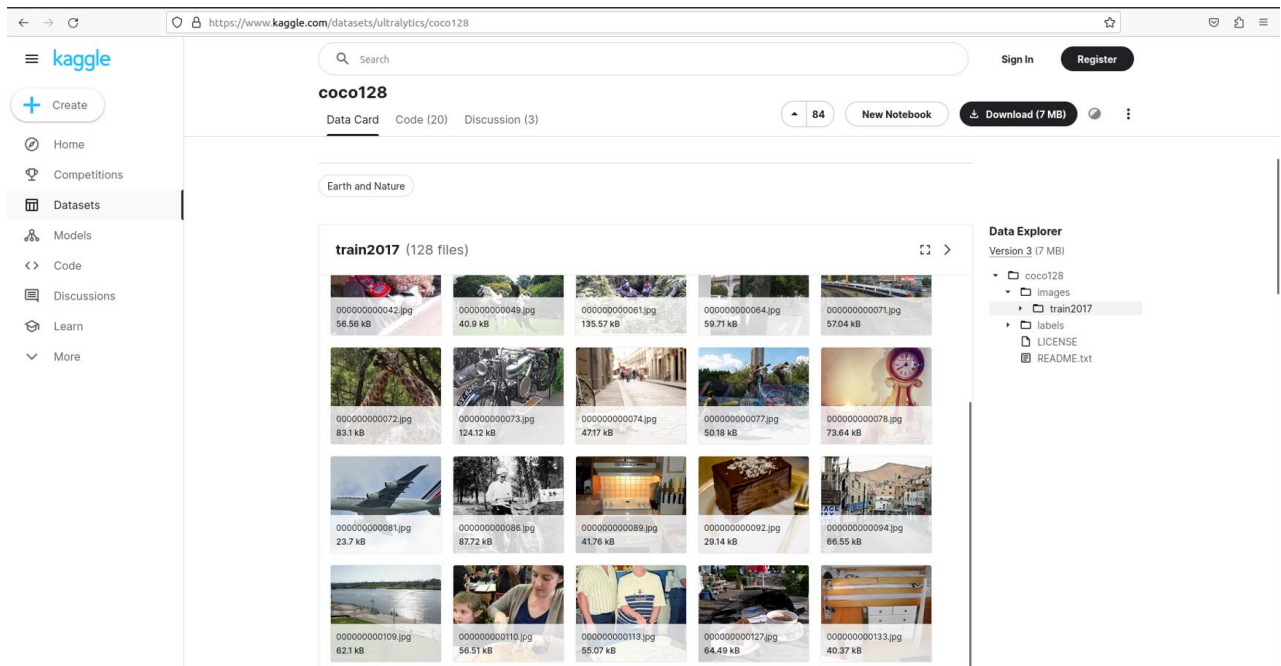 https://www.kaggle.com/datasets/ultralytics/coco128
kaggle
Search
Sign In
Register
Create
coco128
Data Card
Code (20)
Discussion (3)
84
New Notebook
Download (7 MB)
Home
Competitions
Datasets
Models
Code
Discussions
Learn
More
Earth and Nature
train2017 (128 files)
000000000042.jpg
56.56 kB
000000000049.jpg
40.9 kB
000000000061.jpg
135.57 kB
000000000064.jpg
59.71 kB
000000000071.jpg
57.04 kB
000000000072.jpg
83.1 kB
000000000073.jpg
124.12 kB
000000000074.jpg
47.17 kB
000000000077.jpg
50.18 kB
000000000078.jpg
73.64 kB
000000000081.jpg
23.7 kB
000000000086.jpg
87.72 kB
000000000089.jpg
41.76 kB
000000000092.jpg
29.14 kB
000000000094.jpg
66.55 kB
000000000109.jpg
62.1 kB
000000000110.jpg
56.51 kB
000000000113.jpg
55.07 kB
000000000127.jpg
64.49 kB
000000000133.jpg
40.37 kB
Data Explorer
Version 3 (7 MB)
coco128
images
train2017
labels
LICENSE
README.txt